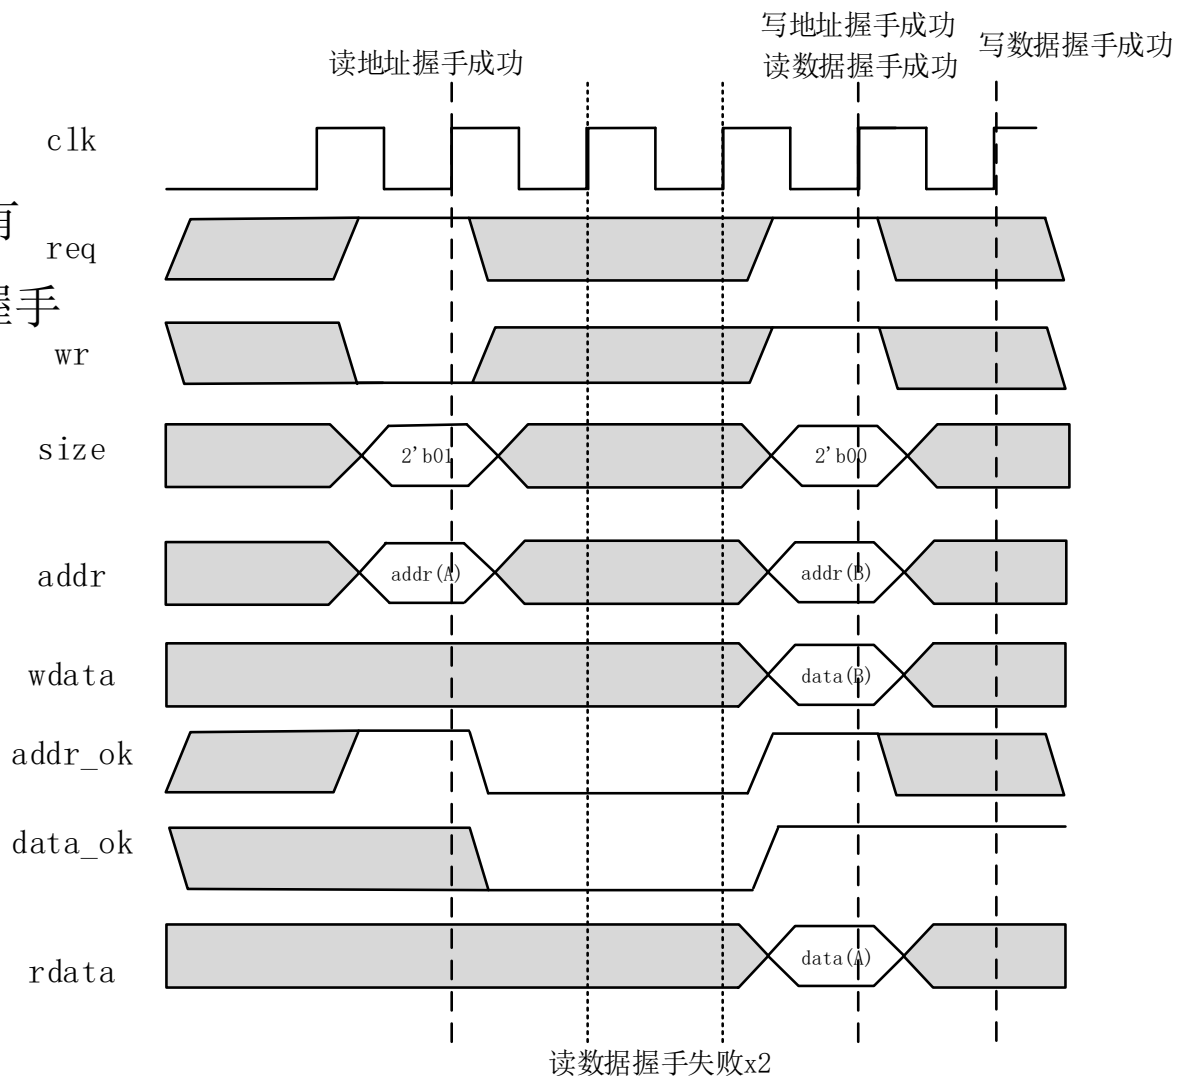 写地址握手成功
读地址握手成功
读数据握手成功
写数据握手成功
clk
req
握手
wr
size
2'b01
2'b00
addr
addr(A)
addr(B)
wdata
data(B)
addr_ok
data_ok
rdata
data(A)
读数据握手失败x2